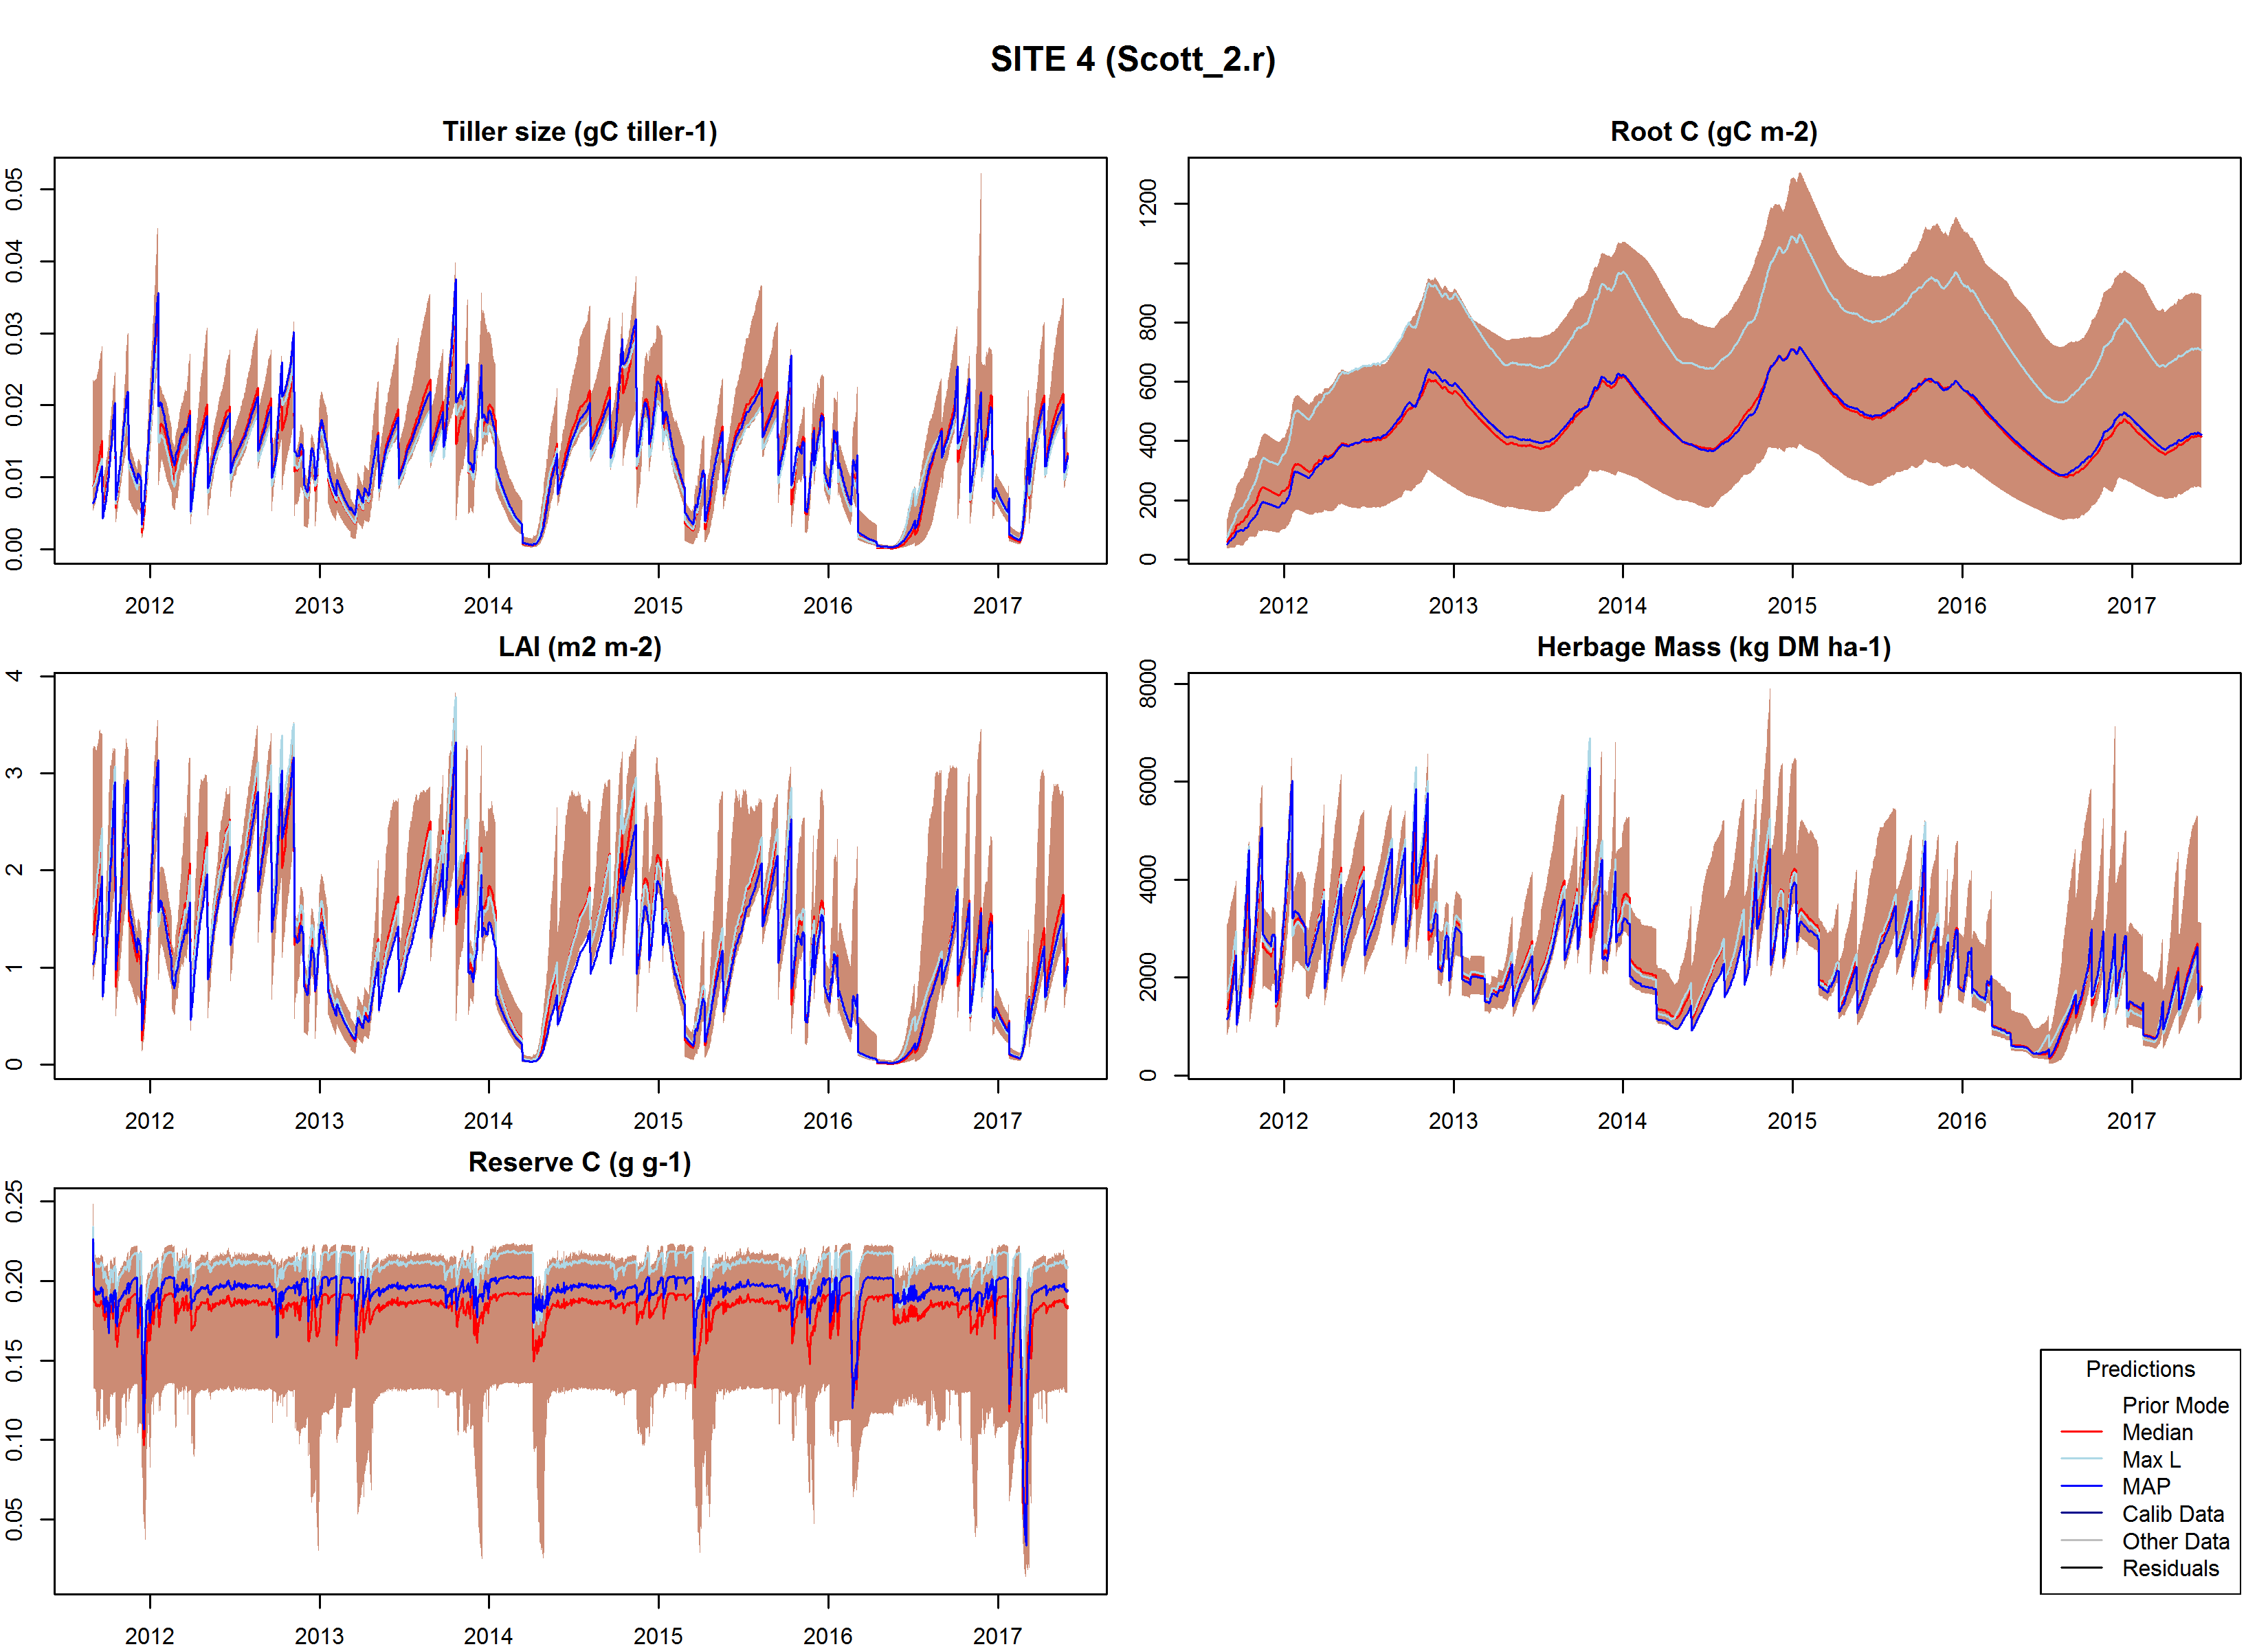 SITE 4 (Scott_2.r)
Tiller size (gC tiller-1)
0.00 0.01 0.02 0.03 0.04 0.05
2012 2013 2014 2015 2016 2017
Root C (gC m-2)
0 200 400 600 800 1200
2012 2013 2014 2015 2016 2017
LAI (m2 m-2)
0 1 2 3 4
2012 2013 2014 2015 2016 2017
Herbage Mass (kg DM ha-1)
0 2000 4000 6000 8000
2012 2013 2014 2015 2016 2017
Reserve C (g g-1)
0.05 0.10 0.15 0.20 0.25
2012 2013 2014 2015 2016 2017
Predictions
Prior Mode
Median
Max L
MAP
Calib Data
Other Data
Residuals